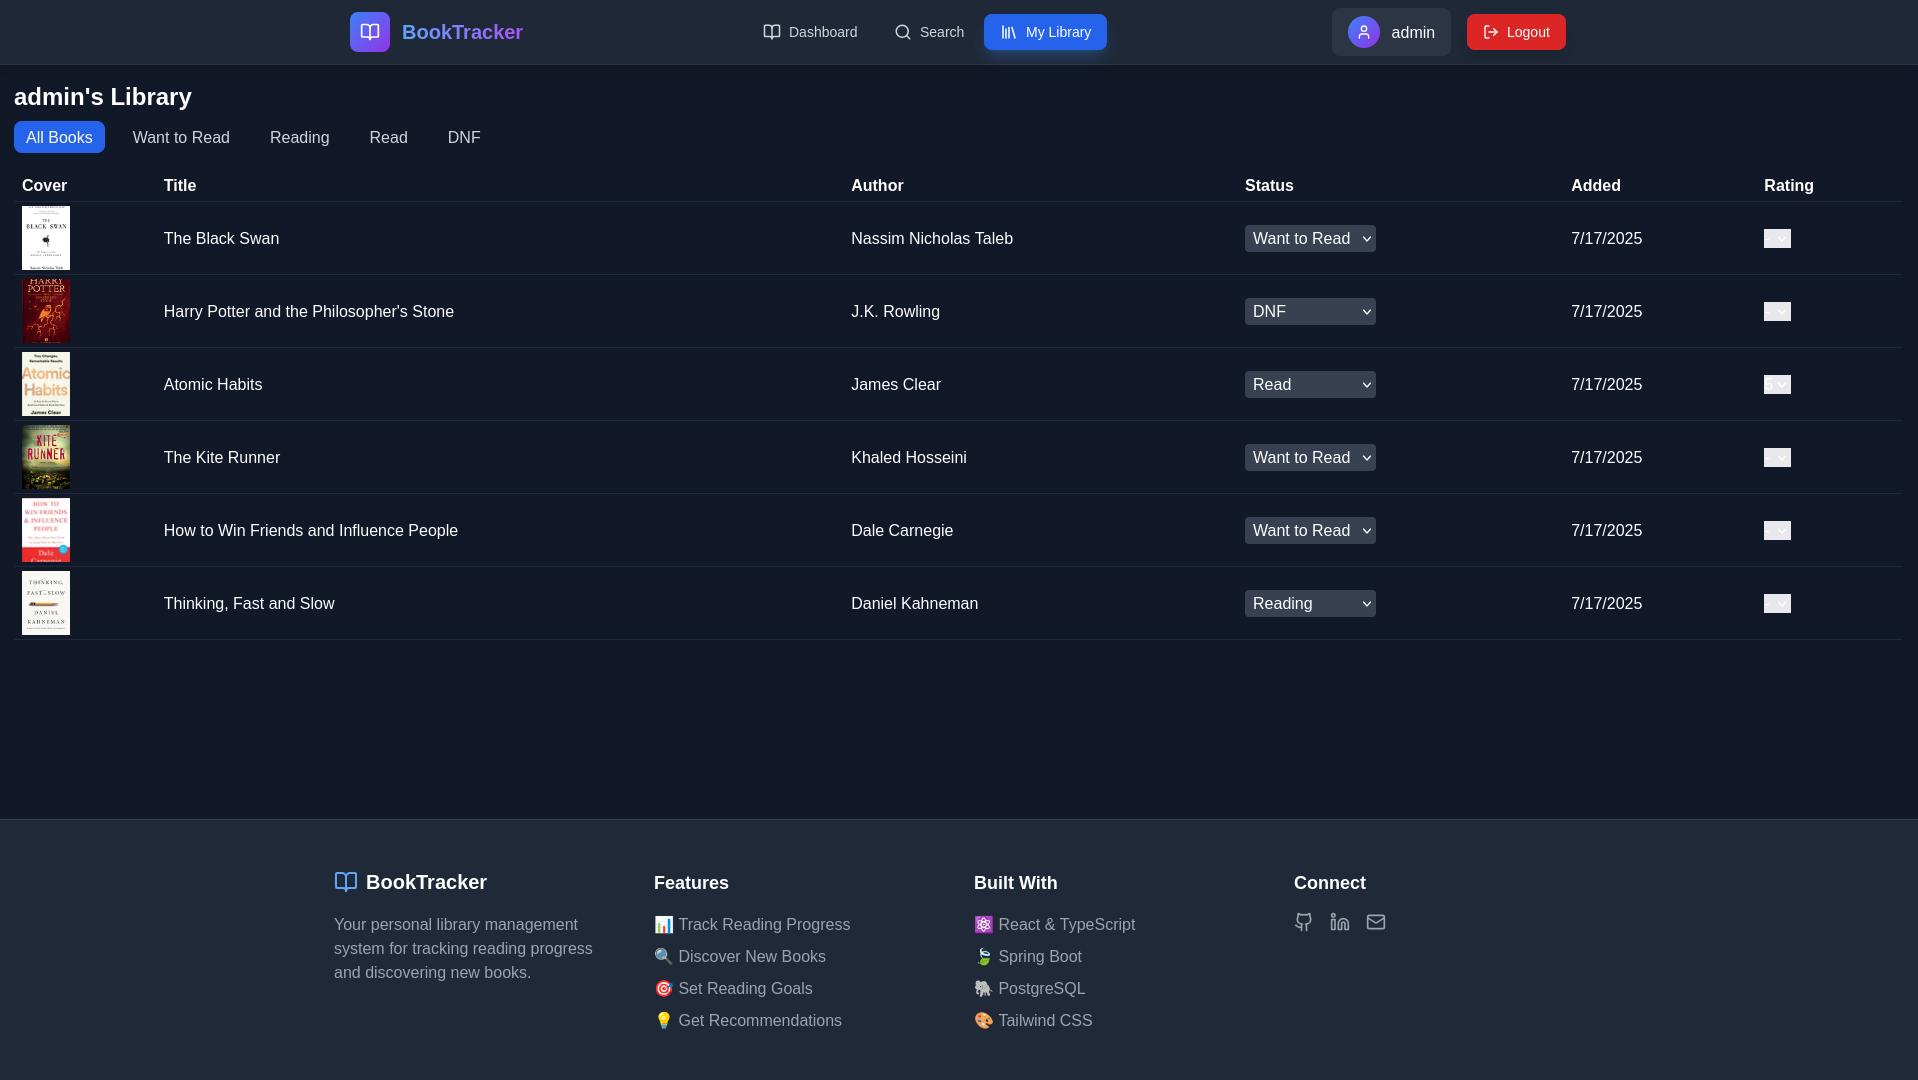 BookTracker
Dashboard
Search
My Library
admin
Logout
admin's Library
All Books
Want to Read
Reading
Read
DNF
Cover
Title
Author
Status
Added
Rating
THE
BLACK SWAN
Nassim Nicholas Taleb
The Black Swan
Nassim Nicholas Taleb
Want to Read
7/17/2025
-
HARRY
POTTER
Harry Potter and the Philosopher's Stone
J.K. Rowling
DNF
7/17/2025
-
Tiny Changes,
Remarkable Results
Atomic
Habits
James Clear
Atomic Habits
James Clear
Read
7/17/2025
5
KITE
RUNNER
The Kite Runner
Khaled Hosseini
Want to Read
7/17/2025
-
HOW TO
WIN FRIENDS
& INFLUENCE
PEOPLE
Dale
Carnegie
How to Win Friends and Influence People
Dale Carnegie
Want to Read
7/17/2025
-
THINKING,
FAST AND SLOW
DANIEL
KAHNEMAN
Thinking, Fast and Slow
Daniel Kahneman
Reading
7/17/2025
-
BookTracker
Your personal library management
system for tracking reading progress
and discovering new books.
Features
📊 Track Reading Progress
🔍 Discover New Books
🎯 Set Reading Goals
💡 Get Recommendations
Built With
⚛️ React & TypeScript
🍃 Spring Boot
🐘 PostgreSQL
🎨 Tailwind CSS
Connect